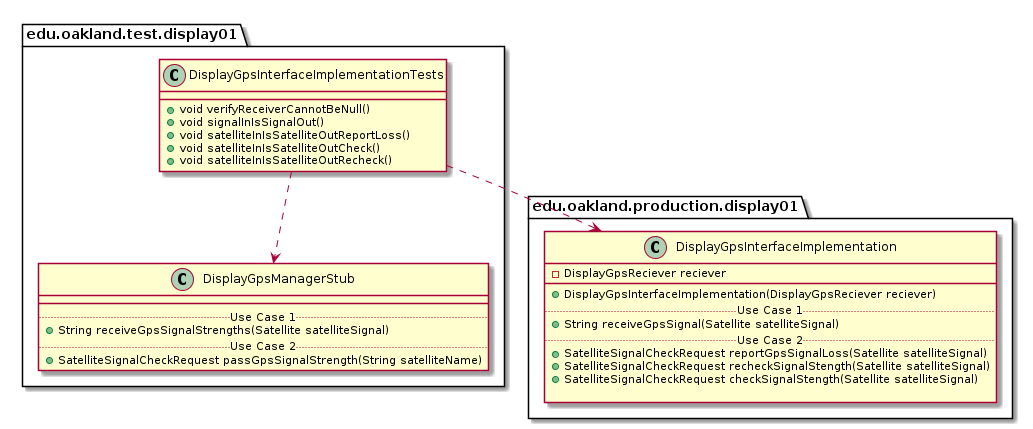 edu.oakland.test.display01
C DisplayGpsInterfaceImplementationTests
void verifyReceiverCannotBeNull()
void signalInIsSignalOut()
void satelliteInIsSatelliteOutReportLoss()
void satelliteInIsSatelliteOutCheck()
void satelliteInIsSatelliteOutRecheck()
C DisplayGpsManagerStub
Use Case 1
String receiveGpsSignalStrengths(Satellite satelliteSignal)
Use Case 2
SatelliteSignalCheckRequest passGpsSignalStrength(String satelliteName)
edu.oakland.production.display01
C DisplayGpsInterfaceImplementation
DisplayGpsReciever reciever
DisplayGpsInterfaceImplementation(DisplayGpsReciever reciever)
Use Case 1
String receiveGpsSignal(Satellite satelliteSignal)
Use Case 2
SatelliteSignalCheckRequest reportGpsSignalLoss(Satellite satelliteSignal)
SatelliteSignalCheckRequest recheckSignalStength(Satellite satelliteSignal)
SatelliteSignalCheckRequest checkSignalStength(Satellite satelliteSignal)